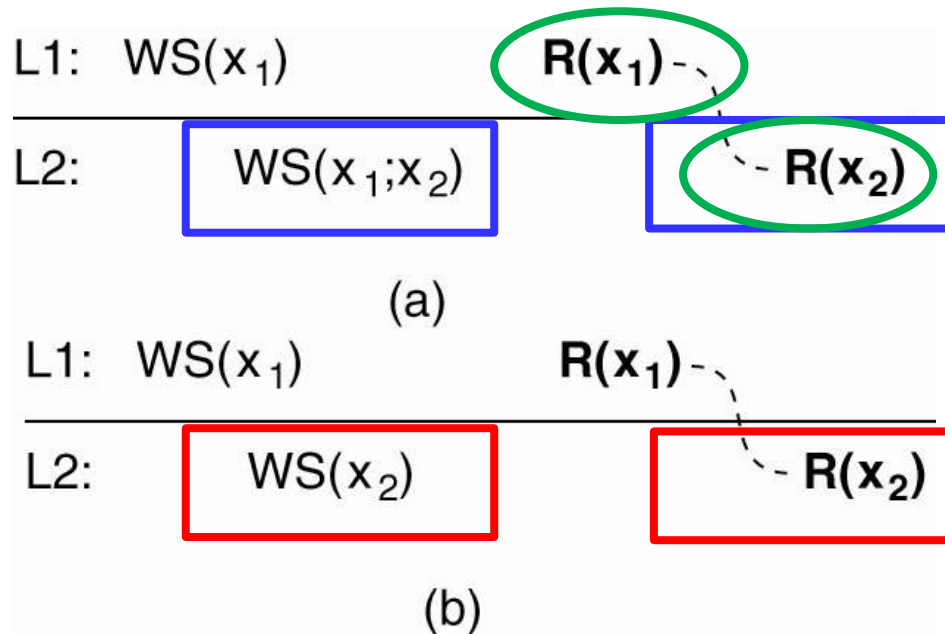 L1: WS(x₁) R(x₁)
L2: WS(x₁;x₂) R(x₂)
(a)
L1: WS(x₁) R(x₁)
L2: WS(x₂) R(x₂)
(b)